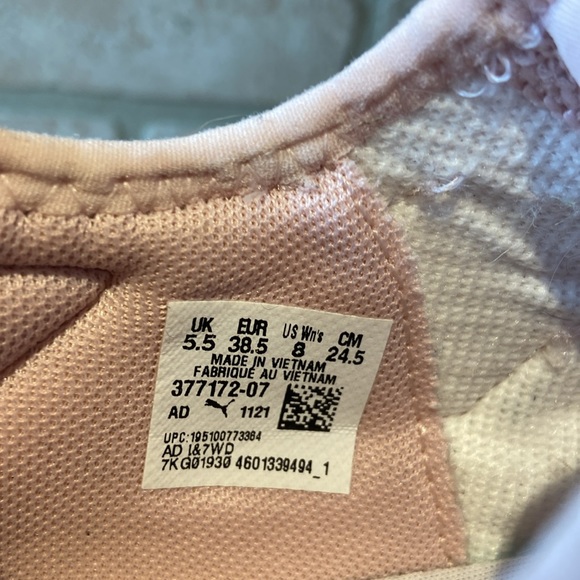 UK EUR US Wn's CM
5.5 38.5 8 24.5
MADE IN VIETNAM
FABRIQUÉ AU VIETNAM
377172-07
AD 1121
UPC:195100773384
AD I&7WD
7KG01930 4601339494_1